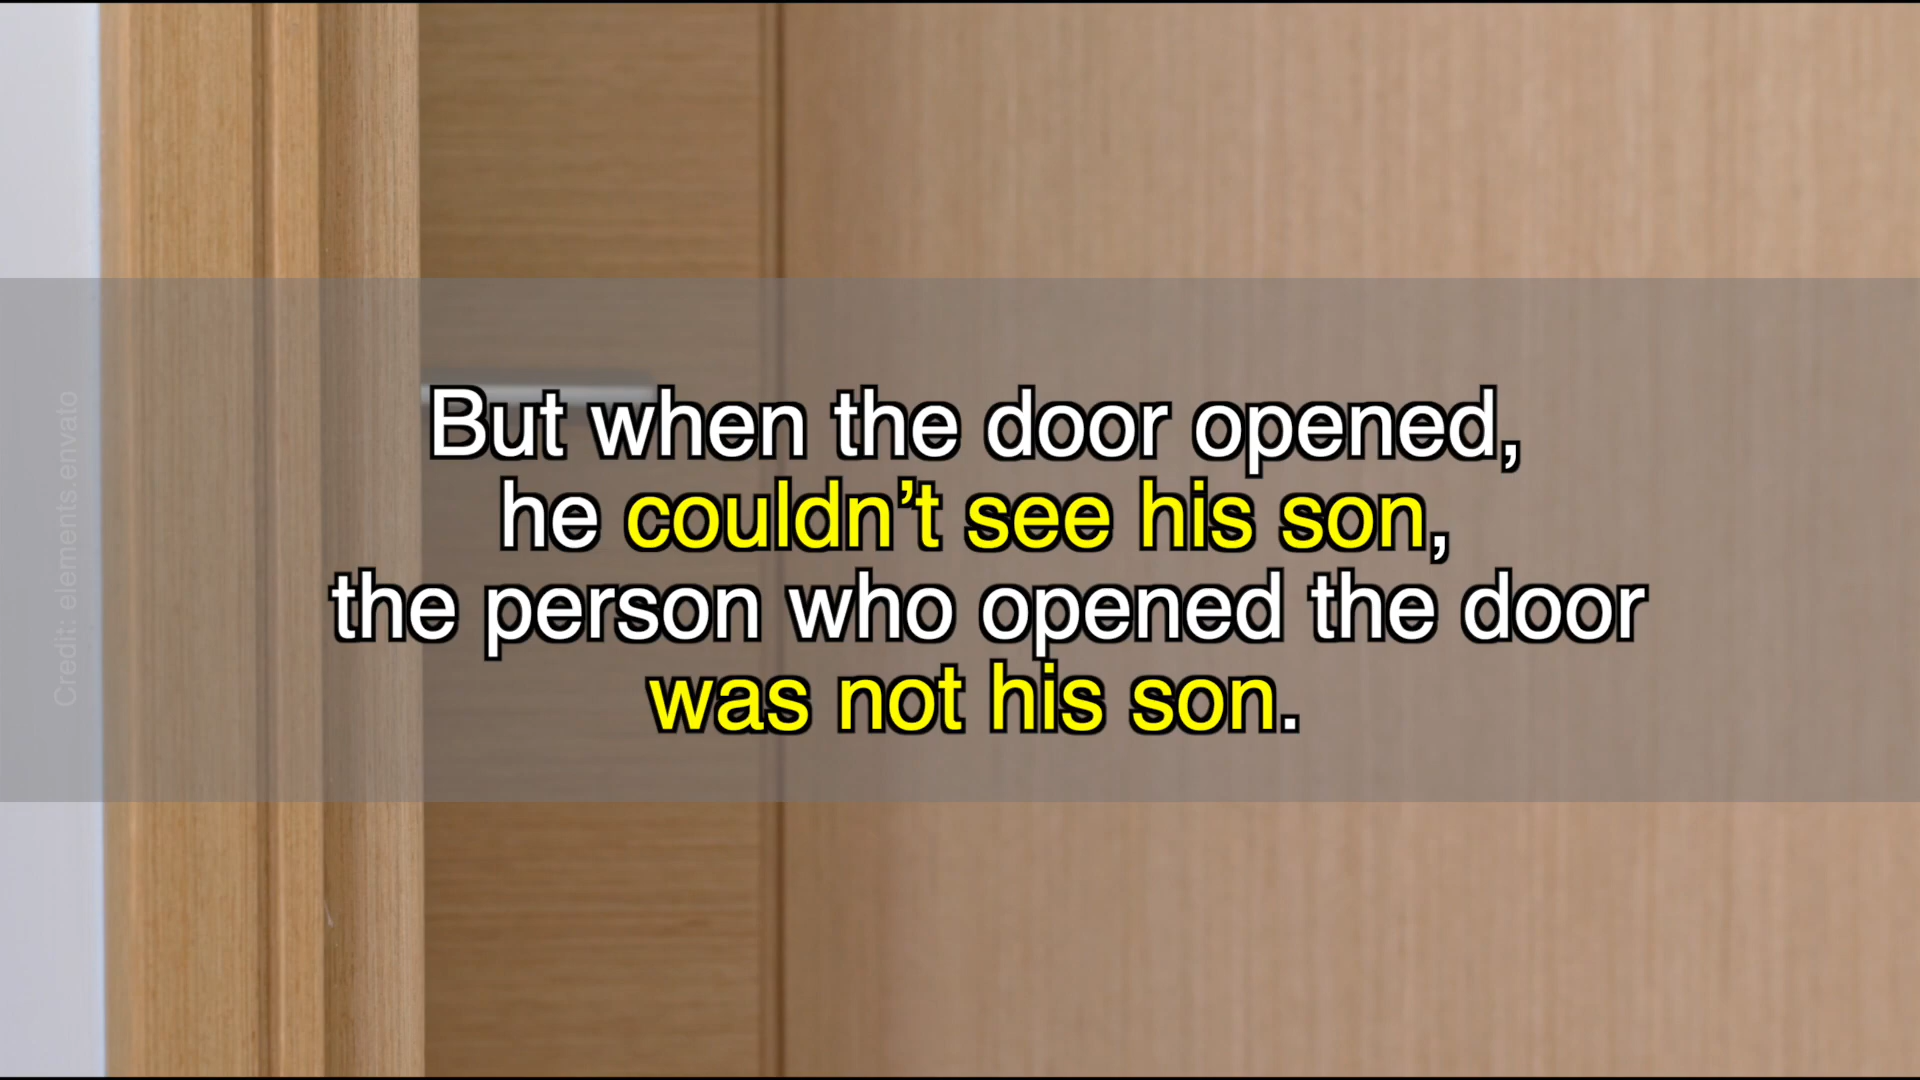 But when the door opened,
he couldn’t see his son,
the person who opened the door
was not his son.
Credit: elements.envato